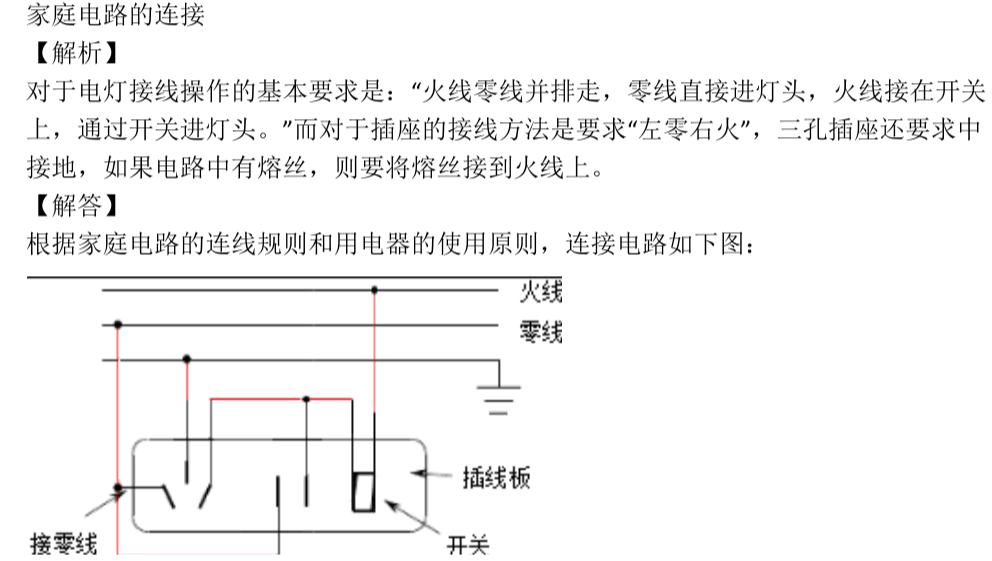 家庭电路的连接
【解析】
对于电灯接线操作的基本要求是：“火线零线并排走，零线直接进灯头，火线接在开关
上，通过开关进灯头。”而对于插座的接线方法是要求“左零右火”，三孔插座还要求中
接地，如果电路中有熔丝，则要将熔丝接到火线上。
【解答】
根据家庭电路的连线规则和用电器的使用原则，连接电路如下图：
火线
零线
插线板
接零线
开关